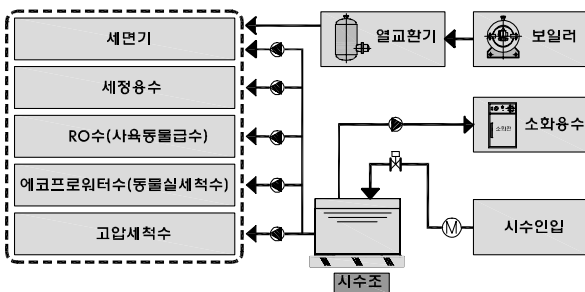 세면기
세정용수
RO수(사육동물급수)
에코프로워터수(동물실세척수)
고압세척수
열교환기
보일러
소화전
소화용수
M
시수인입
시수조